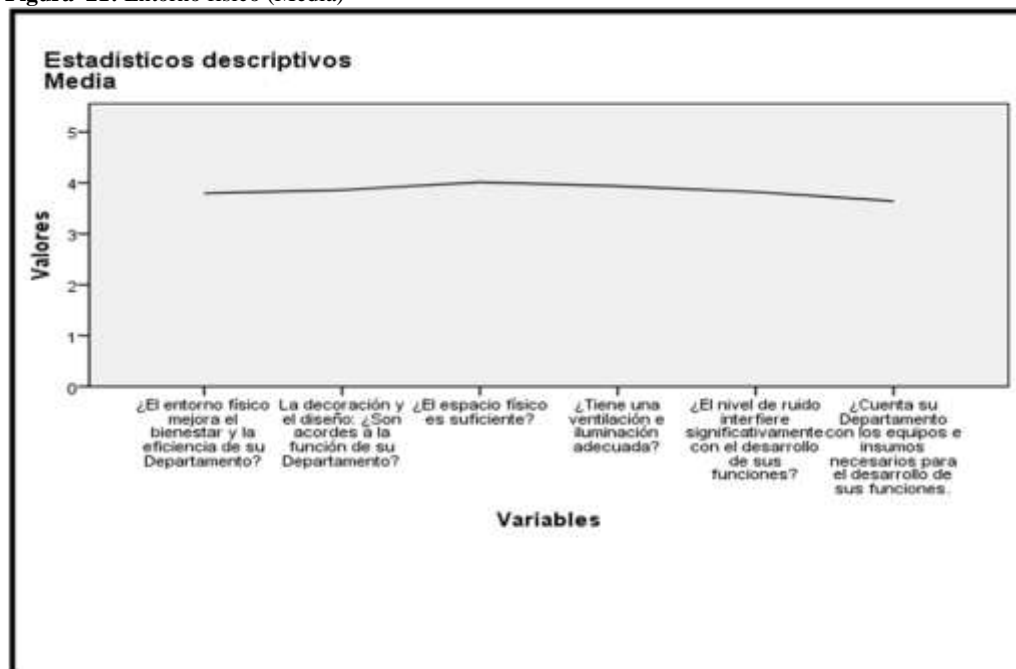 Figura 22. Entorno físico (Media)
Estadísticos descriptivos
Media
5
4
3
2
1
0
Valores
¿El entorno físico
mejora el
bienestar y la
eficiencia de su
Departamento?
La decoración y
el diseño: ¿Son
acordes a la
función de su
Departamento?
¿El espacio físico
es suficiente?
¿Tiene una
ventilación e
iluminación
adecuada?
¿El nivel de ruido
interfiere
significativamente
con el desarrollo
de sus
funciones?
¿Cuenta su
Departamento
con los equipos e
insumos
necesarios para
el desarrollo de
sus funciones.
Variables